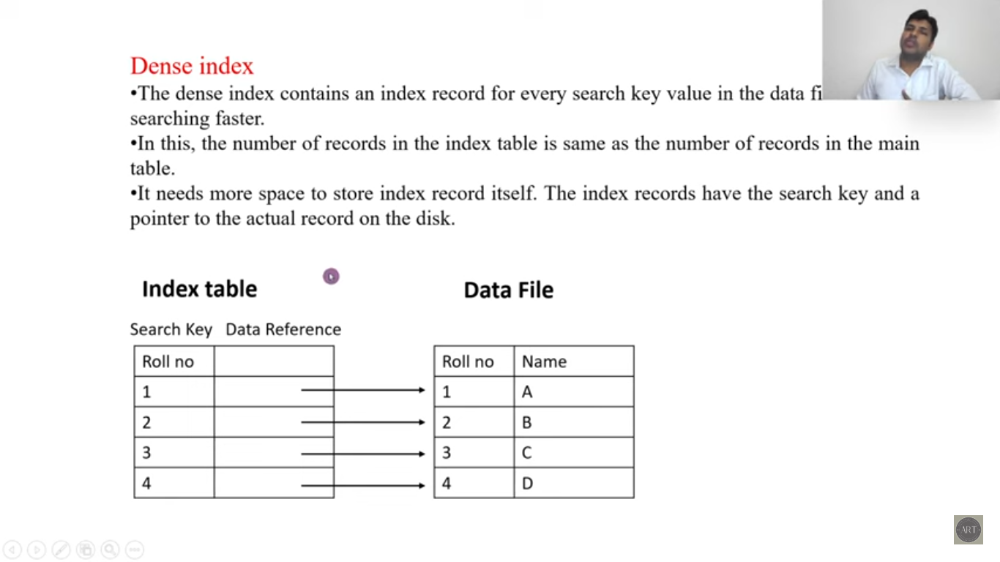 Dense index
•The dense index contains an index record for every search key value in the data
searching faster.
•In this, the number of records in the index table is same as the number of records in the main
table.
•It needs more space to store index record itself. The index records have the search key and a
pointer to the actual record on the disk.
Index table
Data File
Search Key Data Reference
Roll no
1
2
3
4
Roll no Name
1 A
2 B
3 C
4 D
ART